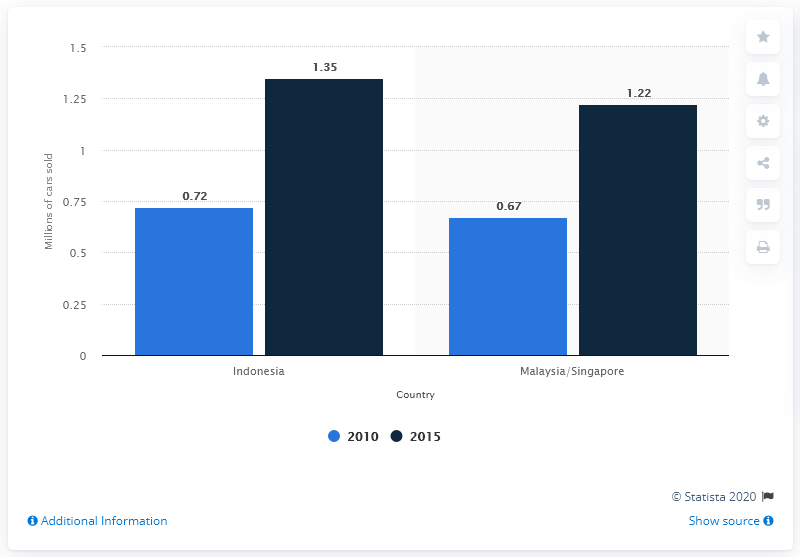 1.5
1.25
1
0.75
0.5
0.25
0
Millions of cars sold
0.72
1.35
0.67
1.22
Indonesia
Malaysia/Singapore
Country
2010
2015
© Statista 2020
Additional Information
Show source